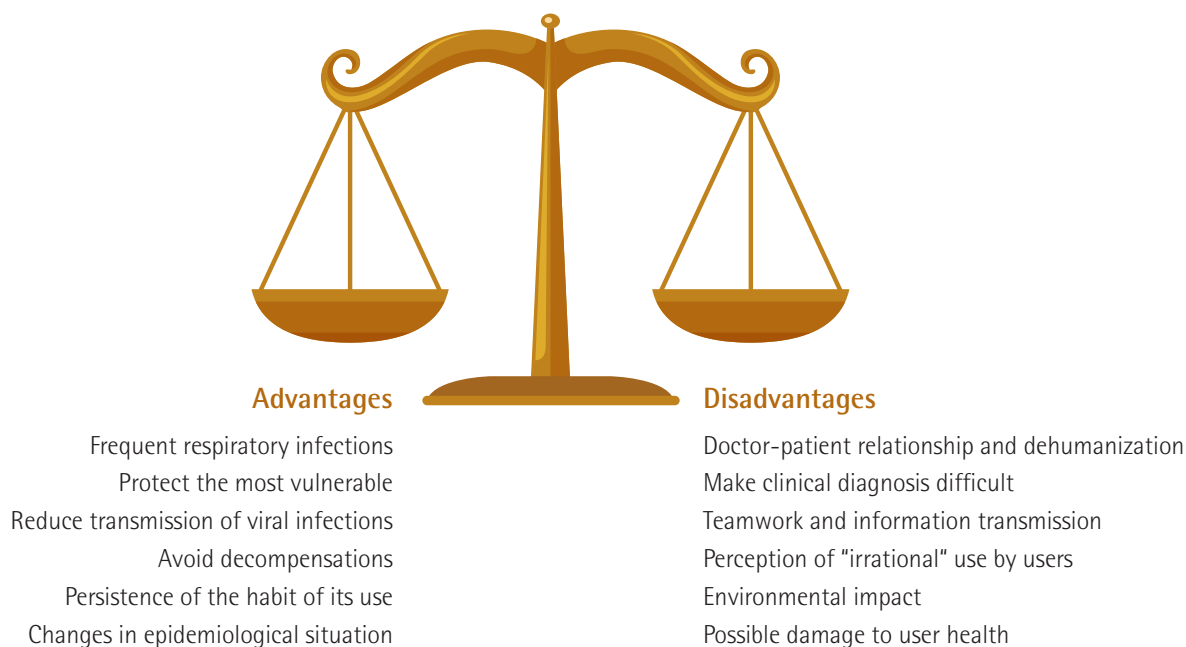 Advantages
Frequent respiratory infections
Protect the most vulnerable
Reduce transmission of viral infections
Avoid decompensations
Persistence of the habit of its use
Changes in epidemiological situation
Disadvantages
Doctor-patient relationship and dehumanization
Make clinical diagnosis difficult
Teamwork and information transmission
Perception of "irrational" use by users
Environmental impact
Possible damage to user health